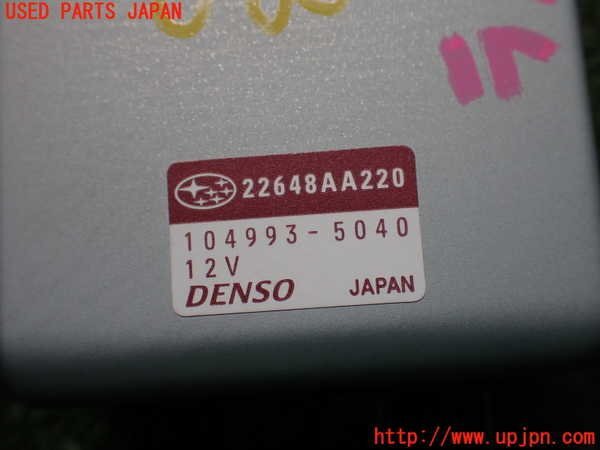 USED PARTS JAPAN
22648AA220
104993-5040
12V
DENSO JAPAN
http://www.upjpn.com/